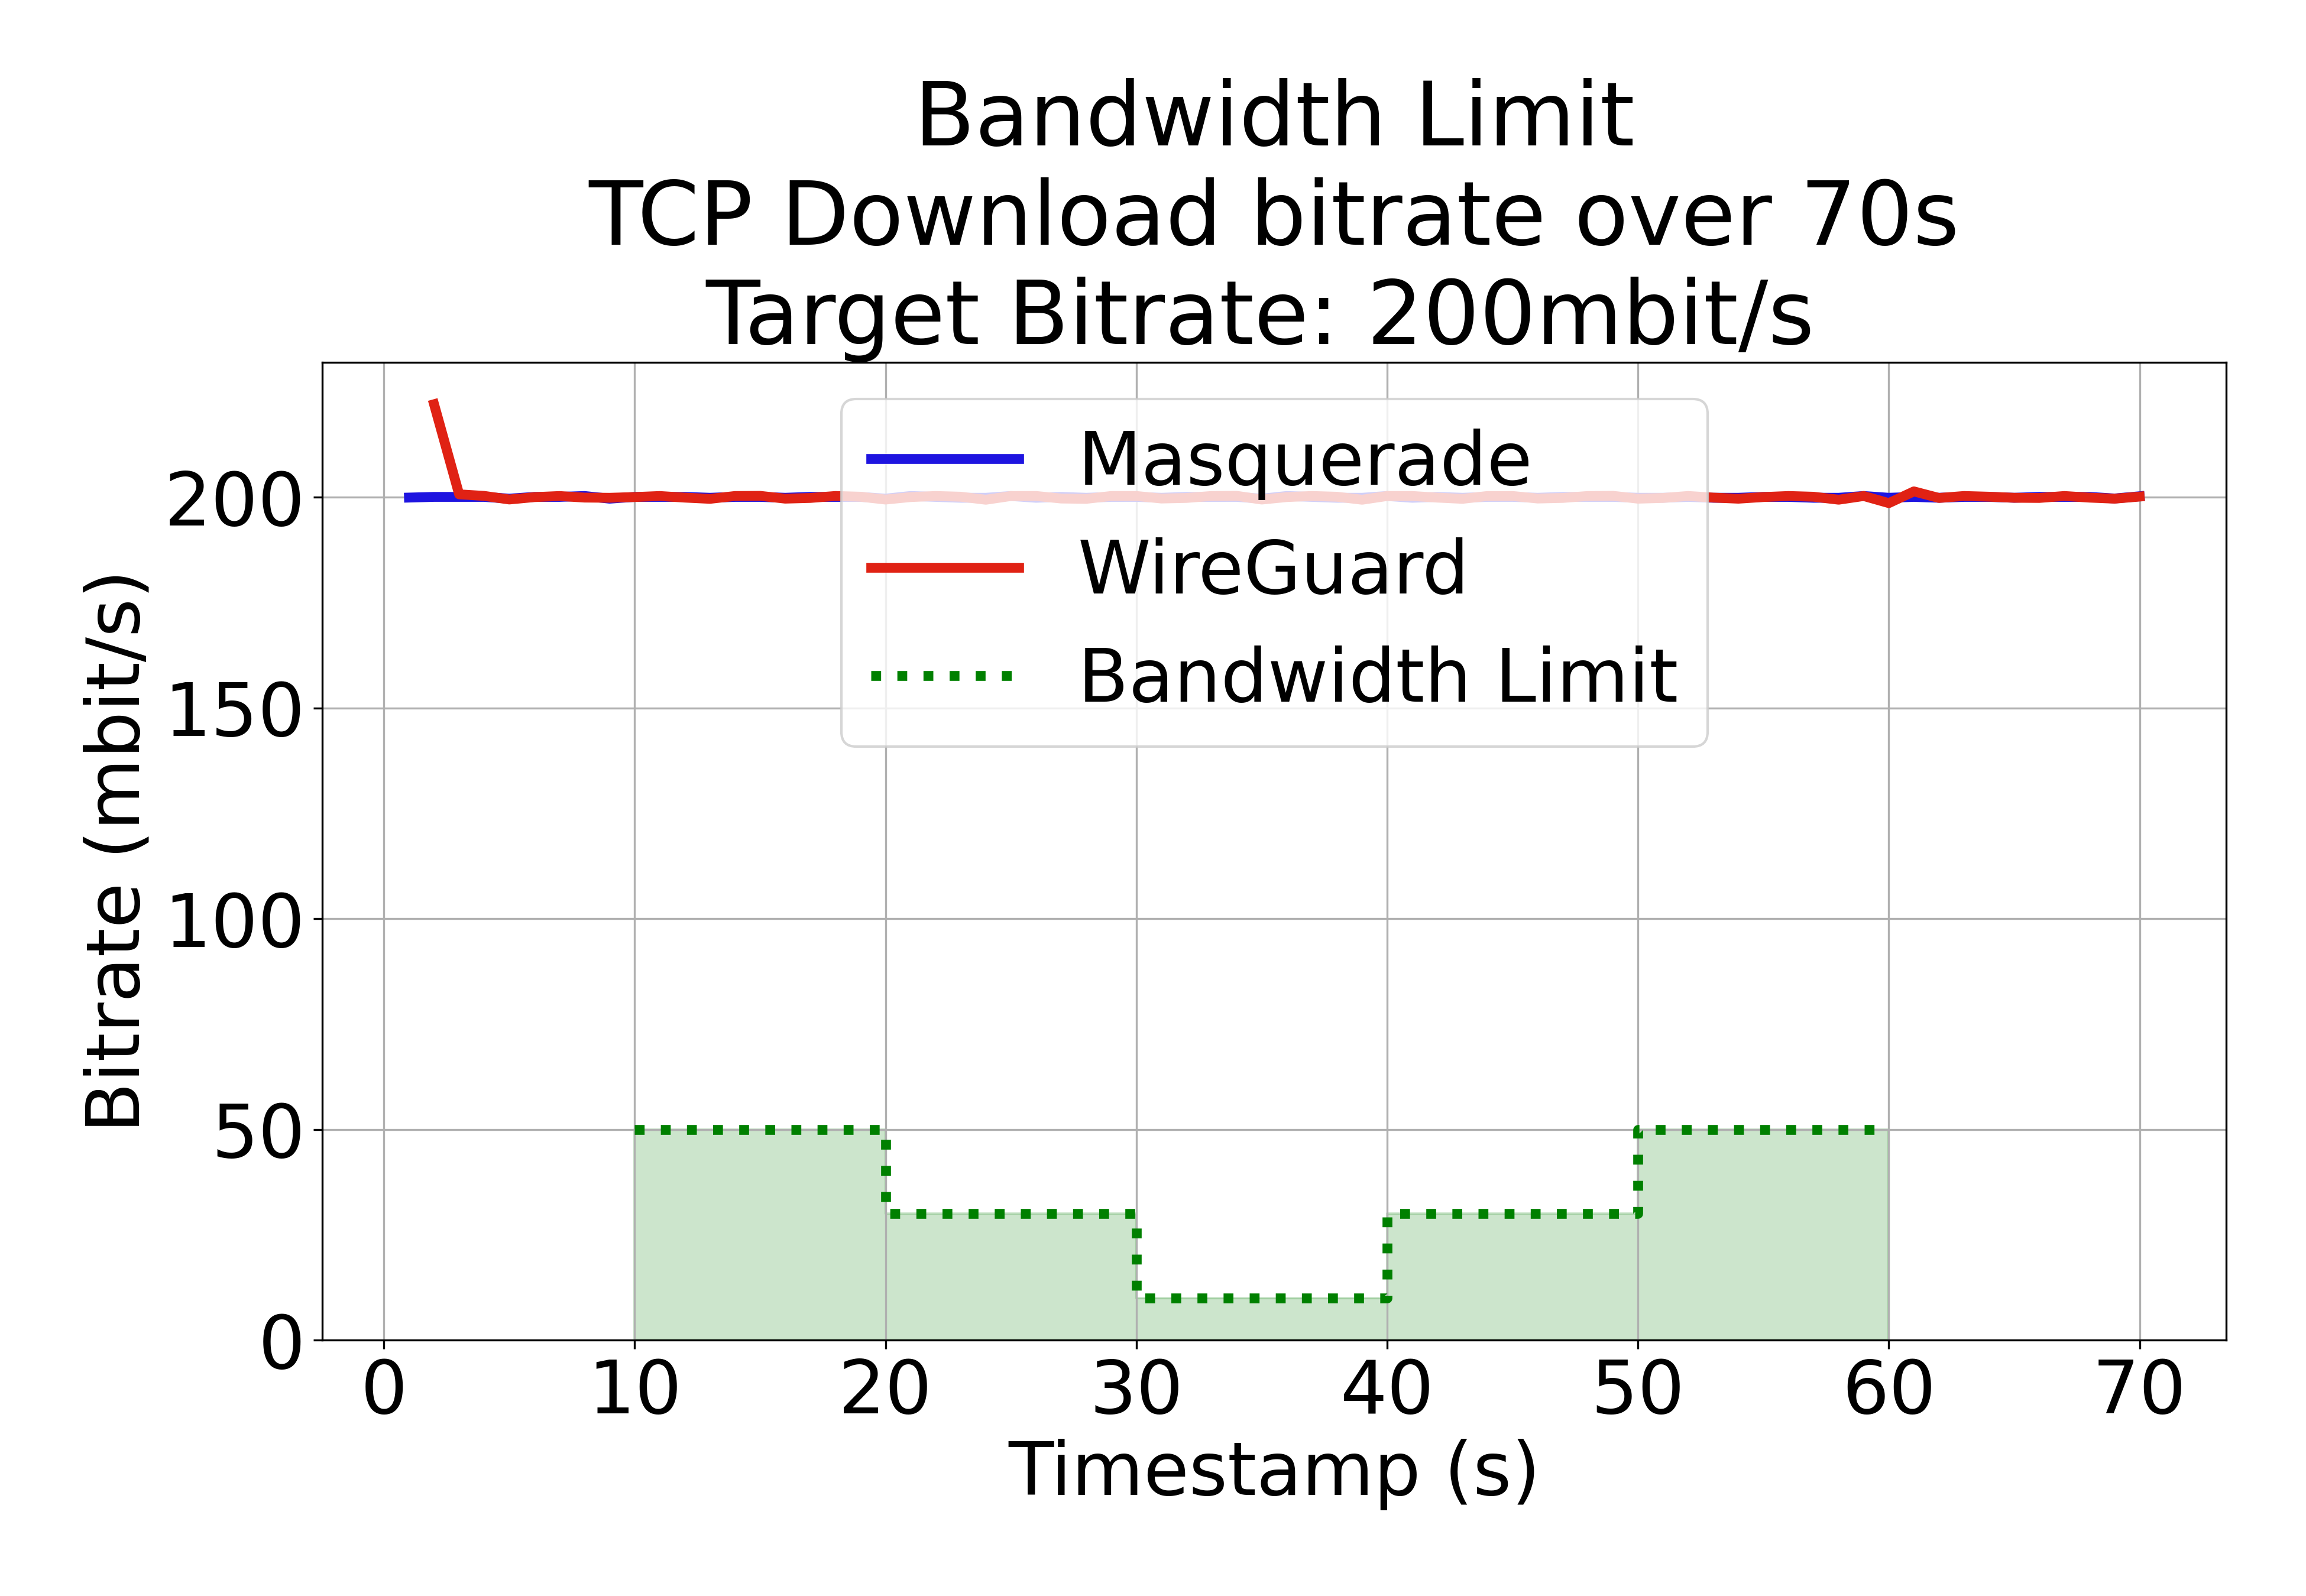 Bandwidth Limit
TCP Download bitrate over 70s
Target Bitrate: 200mbit/s
Masquerade
WireGuard
Bandwidth Limit
Bitrate (mbit/s)
200
150
100
50
0
0 10 20 30 40 50 60 70
Timestamp (s)